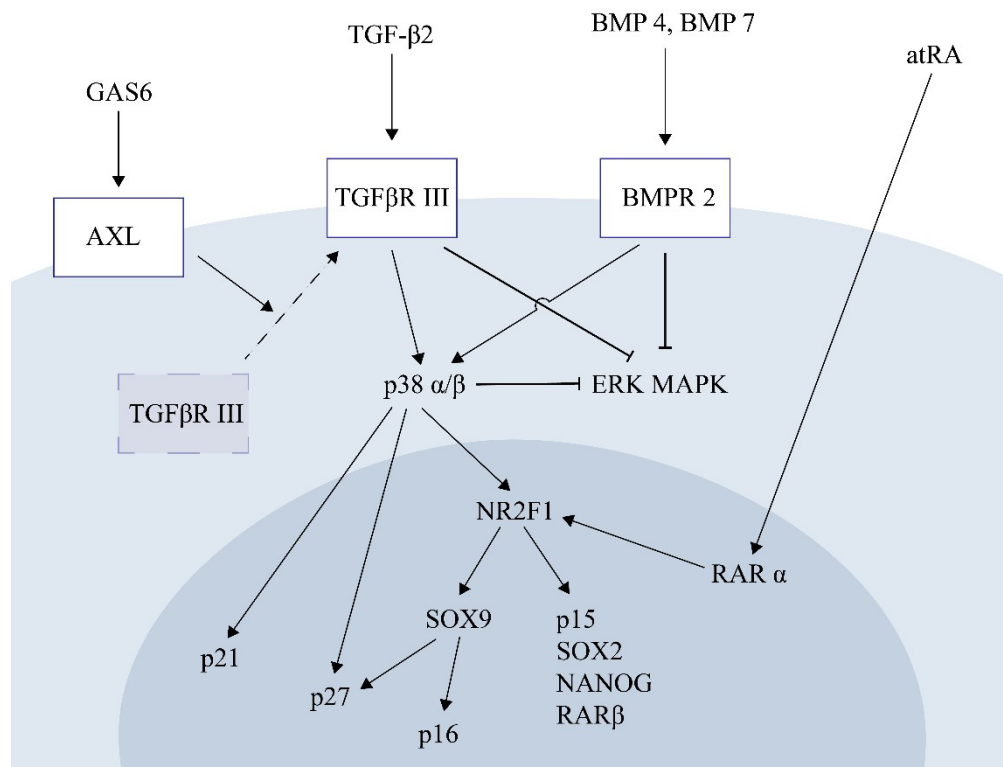 TGF-β2
BMP 4, BMP 7
atRA
GAS6
TGFβR III
BMPR 2
AXL
p38 α/β
ERK MAPK
TGFβR III
NR2F1
RAR α
SOX9
p15
SOX2
NANOG
RARβ
p21
p27
p16